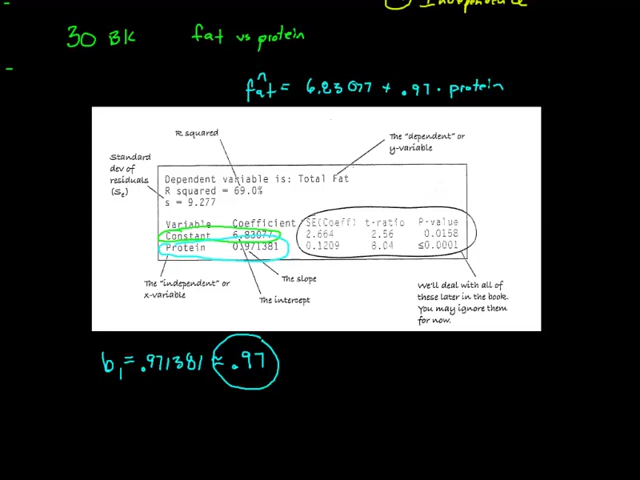 Independence
30 BK fat vs protein
fat^ = 6.83077 + .97 · protein
R squared
The "dependent" or
y-variable
Standard
dev of
residuals
(Se)
Dependent variable is: Total Fat
R squared = 69.0%
s = 9.277
Variable Coefficient SE(Coeff) t-ratio P-value
Constant 6.83077 2.664 2.56 0.0158
Protein 0.971381 0.1209 8.04 ≤0.0001
The "independent" or
x-variable
The slope
The intercept
We'll deal with all of
these later in the book.
You may ignore them
for now.
b1 = .971381 ≈ .97